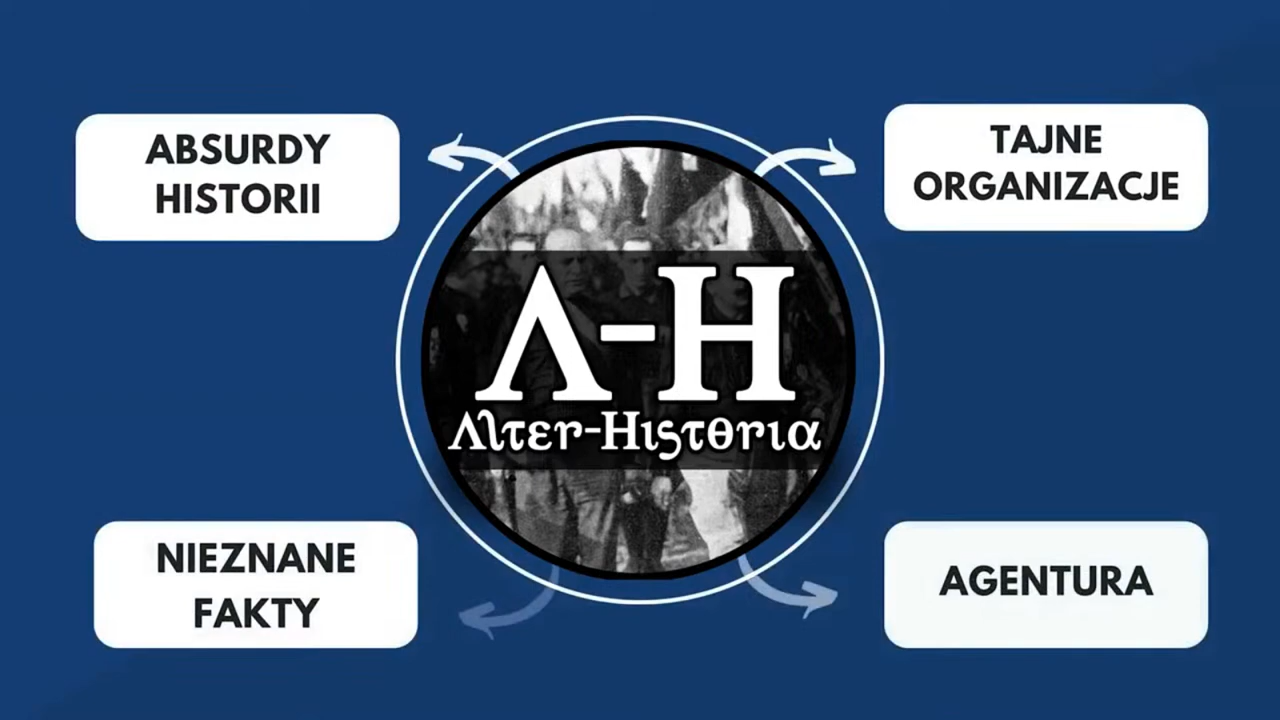 ABSURDY
HISTORII
TAJNE
ORGANIZACJE
Λ-H
Alter-Historia
NIEZNANE
FAKTY
AGENTURA